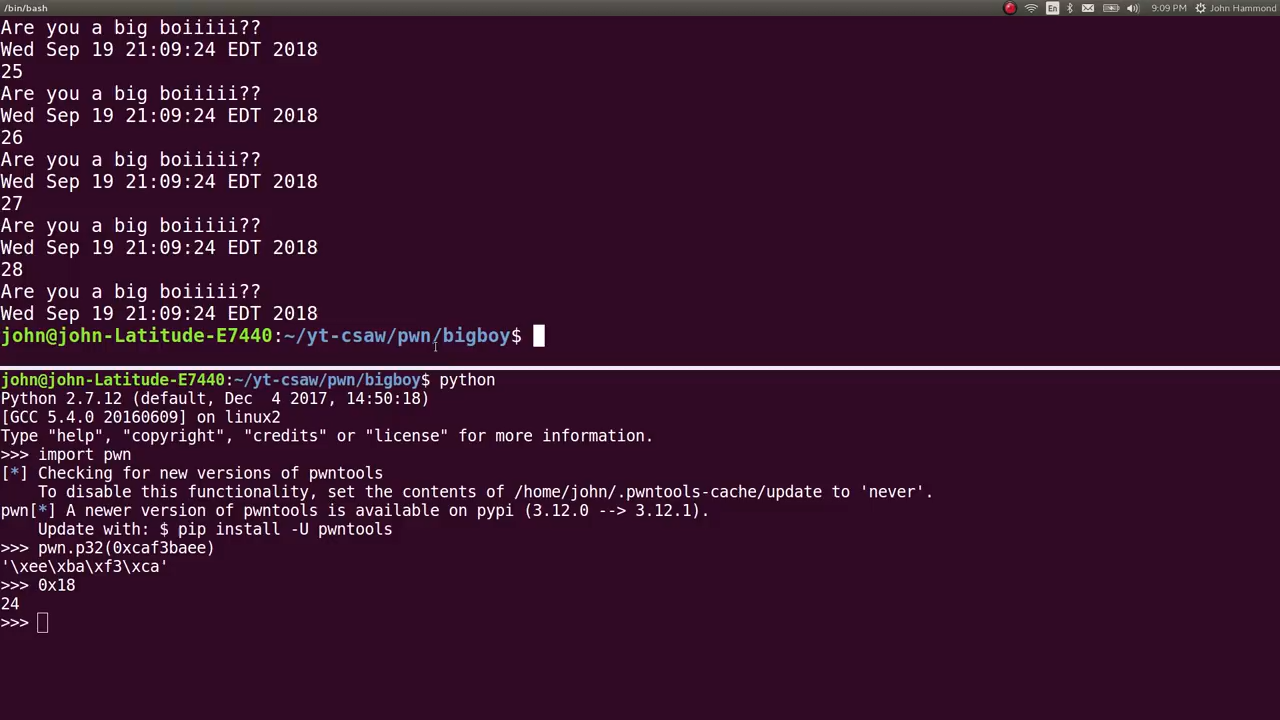 /bin/bash
En
9:09 PM
John Hammond
Are you a big boiiiii??
Wed Sep 19 21:09:24 EDT 2018
25
Are you a big boiiiii??
Wed Sep 19 21:09:24 EDT 2018
26
Are you a big boiiiii??
Wed Sep 19 21:09:24 EDT 2018
27
Are you a big boiiiii??
Wed Sep 19 21:09:24 EDT 2018
28
Are you a big boiiiii??
Wed Sep 19 21:09:24 EDT 2018
john@john-Latitude-E7440:~/yt-csaw/pwn/bigboy$
john@john-Latitude-E7440:~/yt-csaw/pwn/bigboy$ python
Python 2.7.12 (default, Dec  4 2017, 14:50:18)
[GCC 5.4.0 20160609] on linux2
Type "help", "copyright", "credits" or "license" for more information.
>>> import pwn
[*] Checking for new versions of pwntools
    To disable this functionality, set the contents of /home/john/.pwntools-cache/update to 'never'.
pwn[*] A newer version of pwntools is available on pypi (3.12.0 --> 3.12.1).
    Update with: $ pip install -U pwntools
>>> pwn.p32(0xcaf3baee)
'\xee\xba\xf3\xca'
>>> 0x18
24
>>>